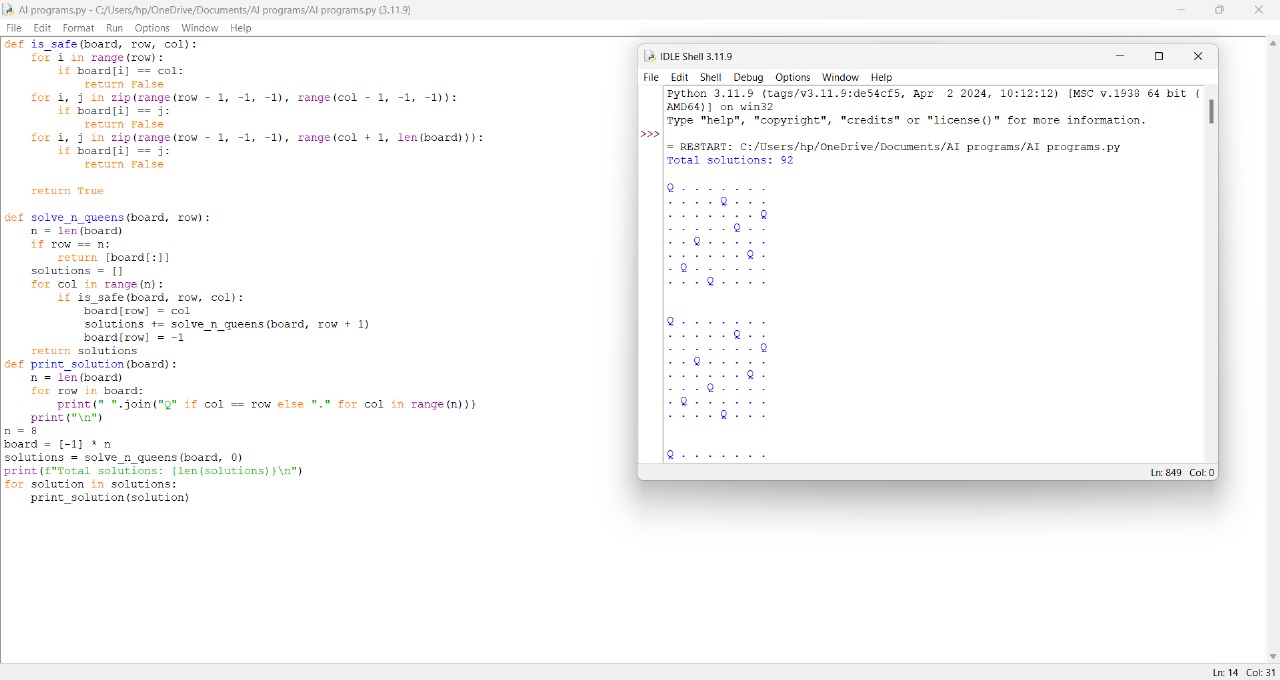 AI programs.py - C:/Users/hp/OneDrive/Documents/AI programs/AI programs.py (3.11.9)
File Edit Format Run Options Window Help
def is_safe(board, row, col):
    for i in range(row):
        if board[i] == col:
            return False
    for i, j in zip(range(row - 1, -1, -1), range(col - 1, -1, -1)):
        if board[i] == j:
            return False
    for i, j in zip(range(row - 1, -1, -1), range(col + 1, len(board))):
        if board[i] == j:
            return False
    return True
def solve_n_queens(board, row):
    n = len(board)
    if row == n:
        return [board[:]]
    solutions = []
    for col in range(n):
        if is_safe(board, row, col):
            board[row] = col
            solutions += solve_n_queens(board, row + 1)
            board[row] = -1
    return solutions
def print_solution(board):
    n = len(board)
    for row in board:
        print(" ".join("Q" if col == row else "." for col in range(n)))
    print("\n")
n = 8
board = [-1] * n
solutions = solve_n_queens(board, 0)
print(f"Total solutions: {len(solutions)}\n")
for solution in solutions:
    print_solution(solution)
Ln: 14 Col: 31
IDLE Shell 3.11.9
File Edit Shell Debug Options Window Help
Python 3.11.9 (tags/v3.11.9:de54cf5, Apr  2 2024, 10:12:12) [MSC v.1938 64 bit (
AMD64)] on win32
Type "help", "copyright", "credits" or "license()" for more information.
>>>
= RESTART: C:/Users/hp/OneDrive/Documents/AI programs/AI programs.py
Total solutions: 92
Q . . . . . . .
. . . . Q . . .
. . . . . . . Q
. . . . . Q . .
. . Q . . . . .
. . . . . . Q .
. Q . . . . . .
. . . Q . . . .
Q . . . . . . .
. . . . . Q . .
. . . . . . . Q
. . Q . . . . .
. . . . . . Q .
. . . Q . . . .
. Q . . . . . .
. . . . Q . . .
Q . . . . . . .
Ln: 849 Col: 0